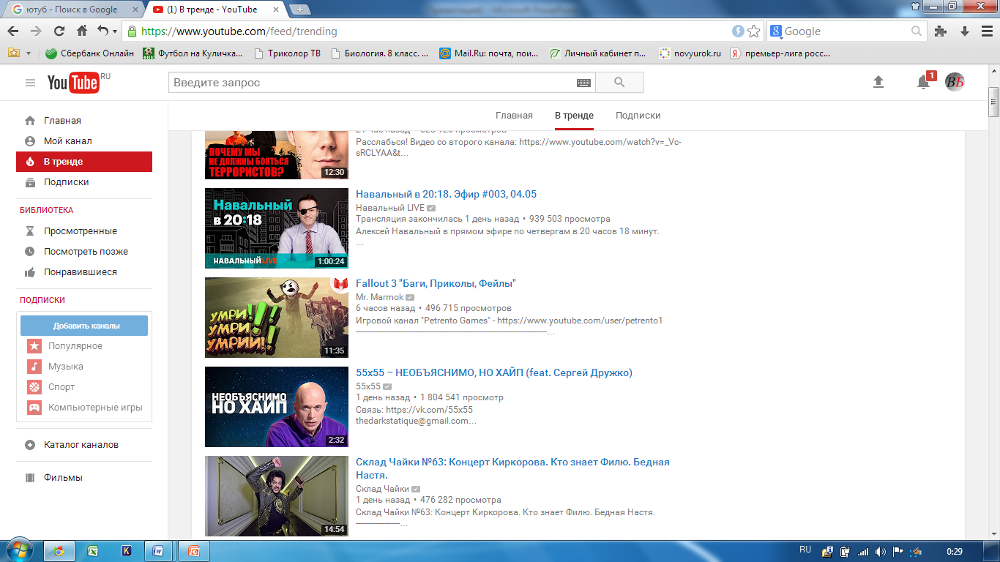 ютуб - Поиск в Google
(1) В тренде - YouTube
https://www.youtube.com/feed/trending
Google
Сбербанк Онлайн
Футбол на Куличка...
Триколор ТВ
Биология. 8 класс. ...
Mail.Ru: почта, пои...
Личный кабинет п...
novyurok.ru
премьер-лига росс...
YouTube RU
Введите запрос
1
ВБ
Главная
В тренде
Подписки
Главная
Мой канал
В тренде
Подписки
БИБЛИОТЕКА
Просмотренные
Посмотреть позже
Понравившиеся
ПОДПИСКИ
Добавить каналы
Популярное
Музыка
Спорт
Компьютерные игры
Каталог каналов
Фильмы
ПОЧЕМУ МЫ
НЕ ДОЛЖНЫ БОЯТЬСЯ
ТЕРРОРИСТОВ?
12:30
Расслабься! Видео со второго канала: https://www.youtube.com/watch?v=_Vc-
sRCLYAA&t...
Навальный
в 20:18
НАВАЛЬНЫЙ LIVE
1:00:24
Навальный в 20:18. Эфир #003, 04.05
Навальный LIVE
Трансляция закончилась 1 день назад • 939 503 просмотра
Алексей Навальный в прямом эфире по четвергам в 20 часов 18 минут.
...
УМРИ!
УМРИ!
УМРИИ!
11:35
Fallout 3 "Баги, Приколы, Фейлы"
Mr. Marmok
6 часов назад • 496 715 просмотров
Игровой канал "Petrento Games" - https://www.youtube.com/user/petrento1
...
НЕОБЪЯСНИМО
НО ХАЙП
2:32
55x55 – НЕОБЪЯСНИМО, НО ХАЙП (feat. Сергей Дружко)
55x55
1 день назад • 1 804 541 просмотр
Связь: https://vk.com/55x55
thedarkstatique@gmail.com...
14:54
Склад Чайки №63: Концерт Киркорова. Кто знает Филю. Бедная
Настя.
Склад Чайки
1 день назад • 476 282 просмотра
Склад Чайки №63: Концерт Киркорова. Кто знает Филю. Бедная Настя.
...
RU
0:29